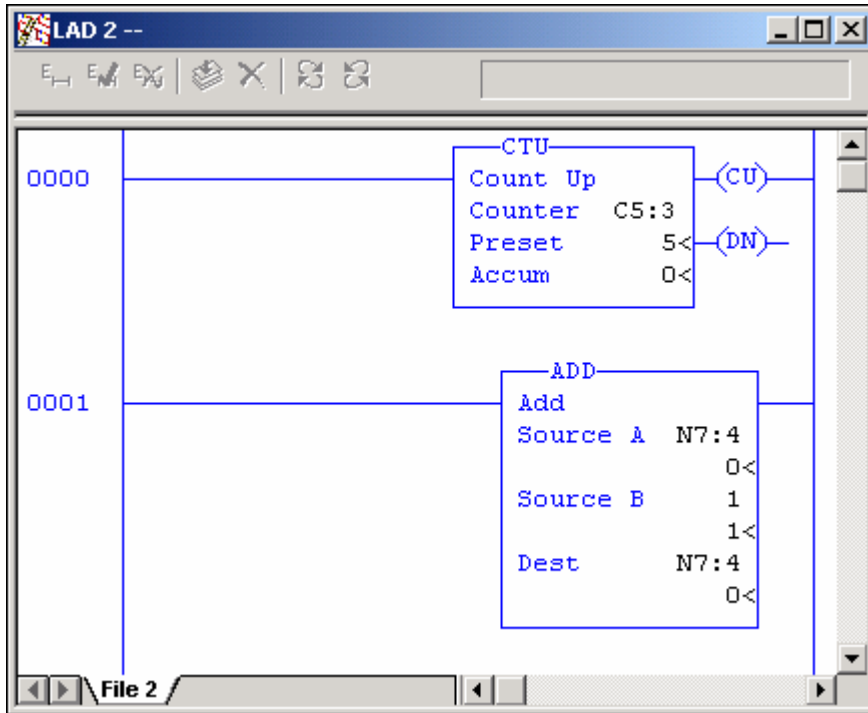 LAD 2 --
0000
CTU
Count Up
(CU)
Counter C5:3
Preset 5<
(DN)
Accum 0<
0001
ADD
Add
Source A N7:4
0<
Source B 1
1<
Dest N7:4
0<
File 2